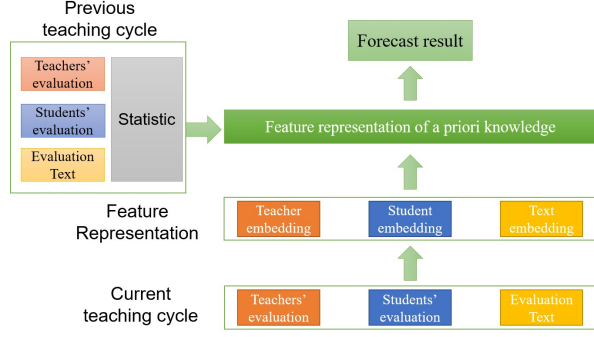 Previous
teaching cycle
Teachers'
evaluation
Students'
evaluation
Evaluation
Text
Statistic
Forecast result
Feature representation of a priori knowledge
Feature
Representation
Teacher
embedding
Student
embedding
Text
embedding
Current
teaching cycle
Teachers'
evaluation
Students'
evaluation
Evaluation
Text